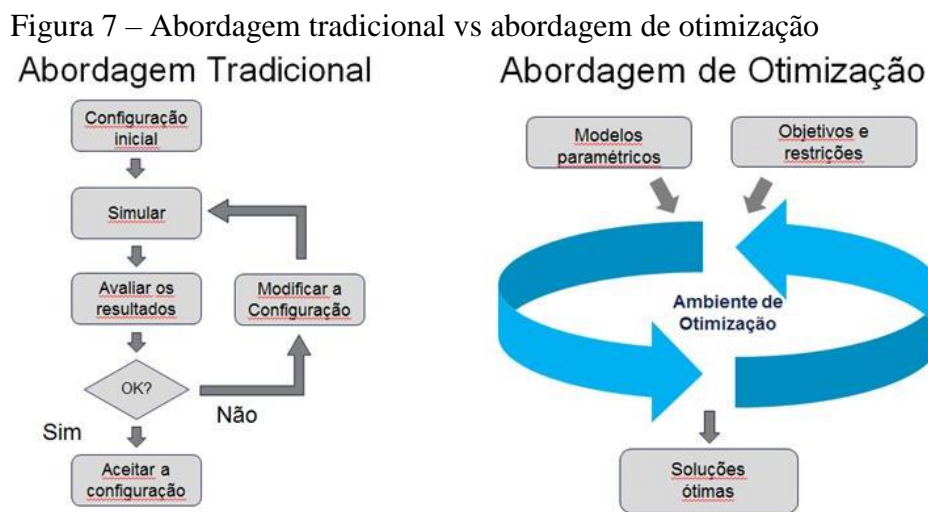 Figura 7 – Abordagem tradicional vs abordagem de otimização
Abordagem Tradicional
Configuração
inicial
Simular
Avaliar os
resultados
Modificar a
Configuração
OK?
Não
Sim
Aceitar a
configuração
Abordagem de Otimização
Modelos
paramétricos
Objetivos e
restrições
Ambiente de
Otimização
Soluções
ótimas